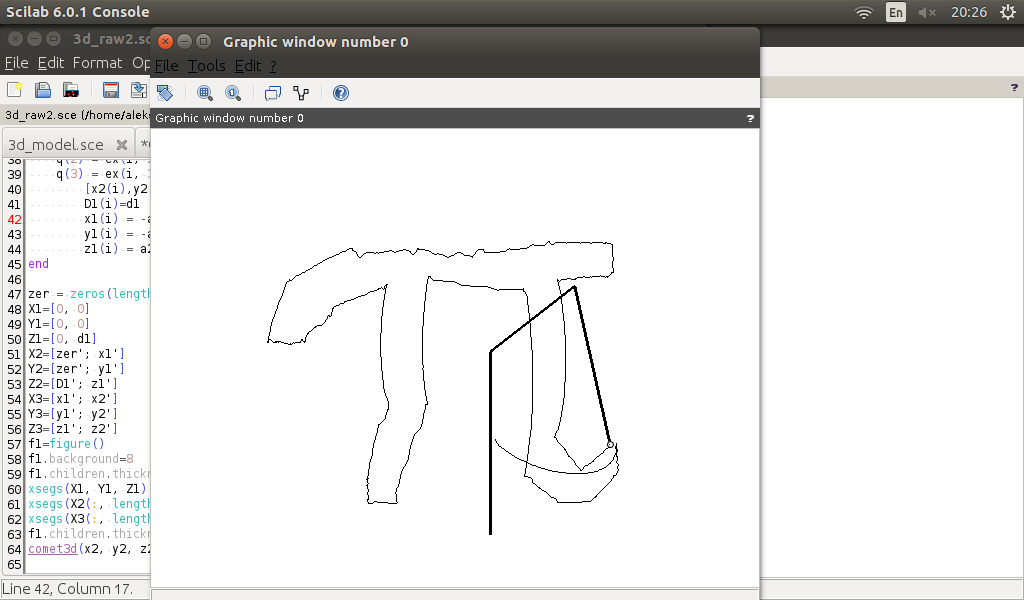 Scilab 6.0.1 Console
En
20:26
3d_raw2.sc
Graphic window number 0
File Edit Format Op
File Tools Edit ?
3d_raw2.sce (/home/alek
Graphic window number 0
?
?
3d_model.sce
38 q(2) = ex(i,
39 q(3) = ex(i,
40 [x2(i),y2
41 D1(i)=d1
42 x1(i) = -a
43 y1(i) = -a
44 z1(i) = a2
45 end
46
47 zer = zeros(length
48 X1=[0, 0]
49 Y1=[0, 0]
50 Z1=[0, d1]
51 X2=[zer'; x1']
52 Y2=[zer'; y1']
53 Z2=[D1'; z1']
54 X3=[x1'; x2']
55 Y3=[y1'; y2']
56 Z3=[z1'; z2']
57 f1=figure()
58 f1.background=8
59 f1.children.thickn
60 xsegs(X1, Y1, Z1)
61 xsegs(X2(:, length
62 xsegs(X3(:, length
63 f1.children.thickn
64 comet3d(x2, y2, z2
65
Line 42, Column 17.